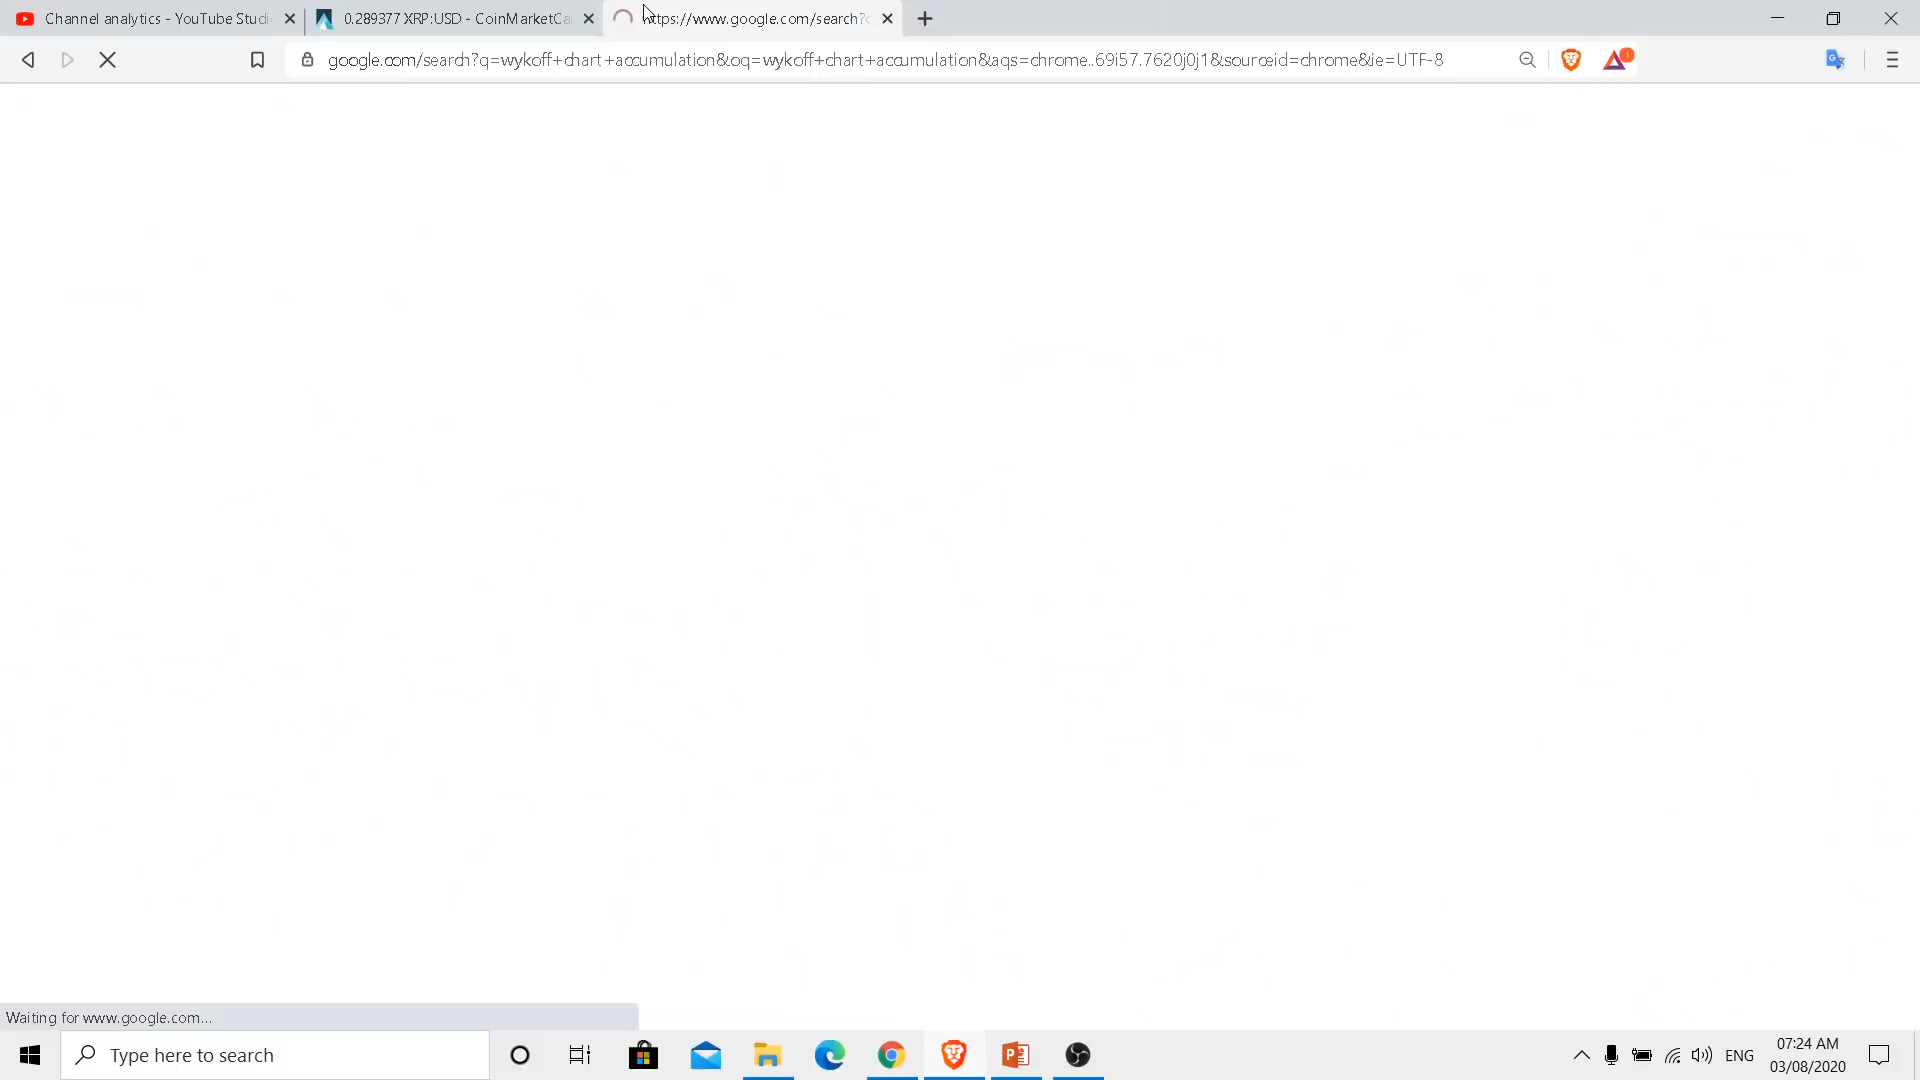 Channel analytics - YouTube Studi
0.289377 XRP:USD - CoinMarketCa
https://www.google.com/search?q
google.com/search?q=wykoff+chart+accumulation&oq=wykoff+chart+accumulation&aqs=chrome..69i57.7620j0j1&sourceid=chrome&ie=UTF-8
1
Waiting for www.google.com...
Type here to search
ENG
07:24 AM
03/08/2020